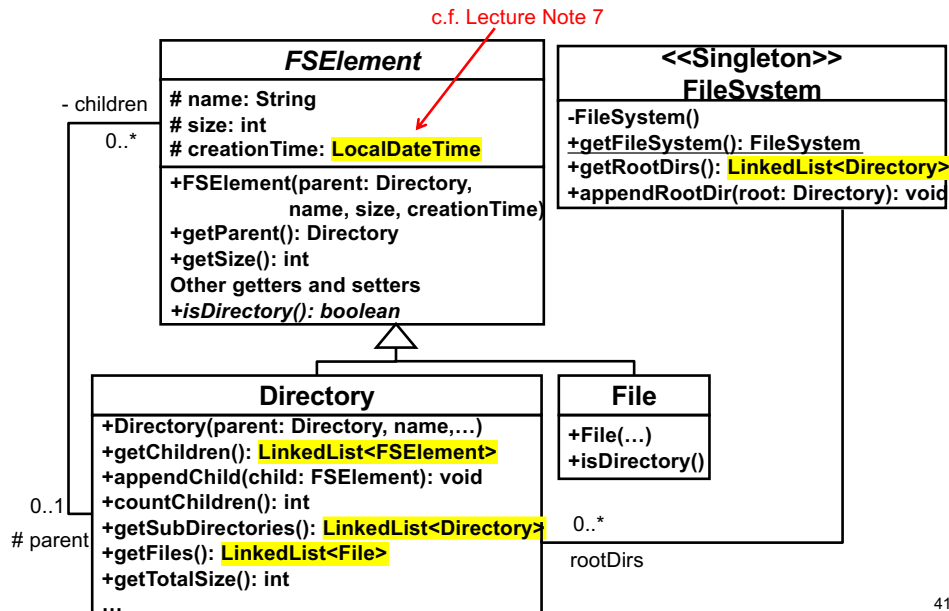 c.f. Lecture Note 7
FSElement
# name: String
# size: int
# creationTime: LocalDateTime
+FSElement(parent: Directory,
name, size, creationTime)
+getParent(): Directory
+getSize(): int
Other getters and setters
+isDirectory(): boolean
<<Singleton>>
FileSystem
-FileSystem()
+getFileSystem(): FileSystem
+getRootDirs(): LinkedList<Directory>
+appendRootDir(root: Directory): void
- children
0..*
Directory
+Directory(parent: Directory, name,...)
+getChildren(): LinkedList<FSElement>
+appendChild(child: FSElement): void
+countChildren(): int
+getSubDirectories(): LinkedList<Directory>
+getFiles(): LinkedList<File>
+getTotalSize(): int
...
File
+File(...)
+isDirectory()
0..1
# parent
0..*
rootDirs
41